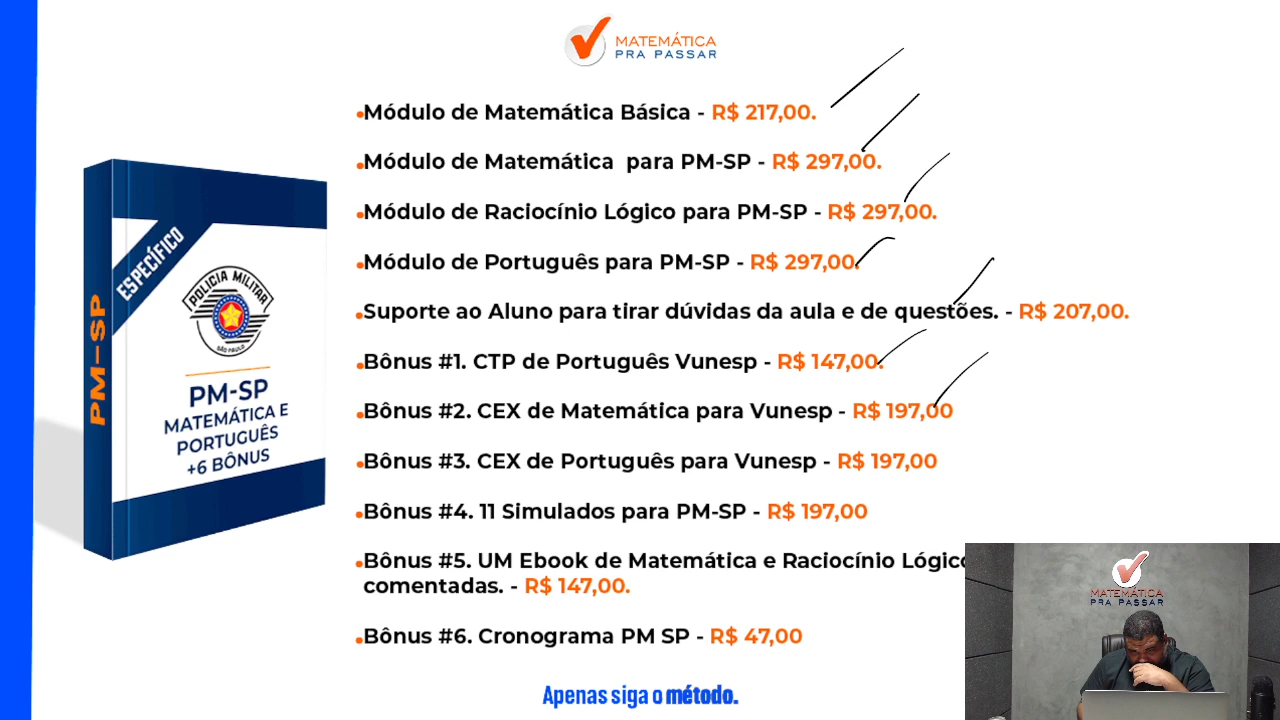 MATEMÁTICA
PRA PASSAR
•Módulo de Matemática Básica - R$ 217,00.
•Módulo de Matemática para PM-SP - R$ 297,00.
•Módulo de Raciocínio Lógico para PM-SP - R$ 297,00.
•Módulo de Português para PM-SP - R$ 297,00.
•Suporte ao Aluno para tirar dúvidas da aula e de questões. - R$ 207,00.
•Bônus #1. CTP de Português Vunesp - R$ 147,00.
•Bônus #2. CEX de Matemática para Vunesp - R$ 197,00
•Bônus #3. CEX de Português para Vunesp - R$ 197,00
•Bônus #4. 11 Simulados para PM-SP - R$ 197,00
•Bônus #5. UM Ebook de Matemática e Raciocínio Lógico
comentadas. - R$ 147,00.
•Bônus #6. Cronograma PM SP - R$ 47,00
Apenas siga o método.
PM-SP
ESPECÍFICO
POLICIA MILITAR
SÃO PAULO
PM-SP
MATEMÁTICA E
PORTUGUÊS
+6 BÔNUS
MATEMÁTICA
PRA PASSAR